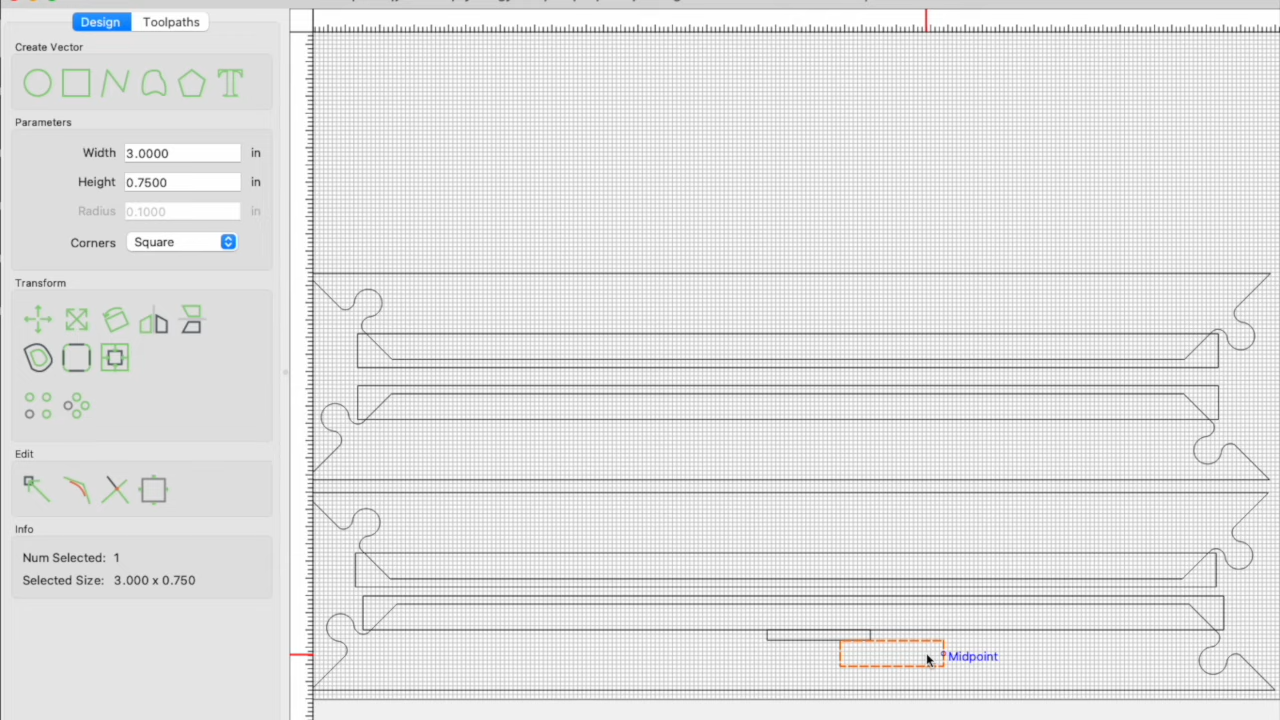 Design Toolpaths
Create Vector
T
Parameters
Width 3.0000 in
Height 0.7500 in
Radius 0.1000 in
Corners Square
Transform
Edit
Info
Num Selected: 1
Selected Size: 3.000 x 0.750
Midpoint